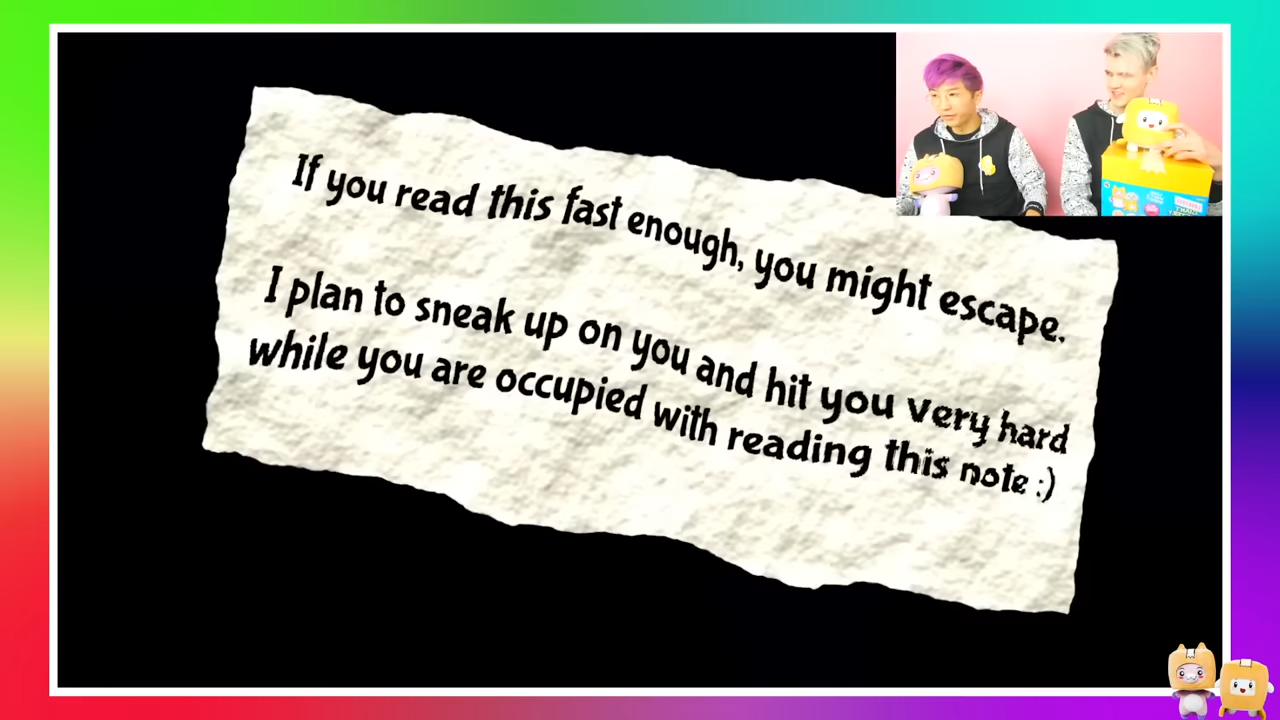 If you read this fast enough, you might escape.
I plan to sneak up on you and hit you very hard
while you are occupied with reading this note :)